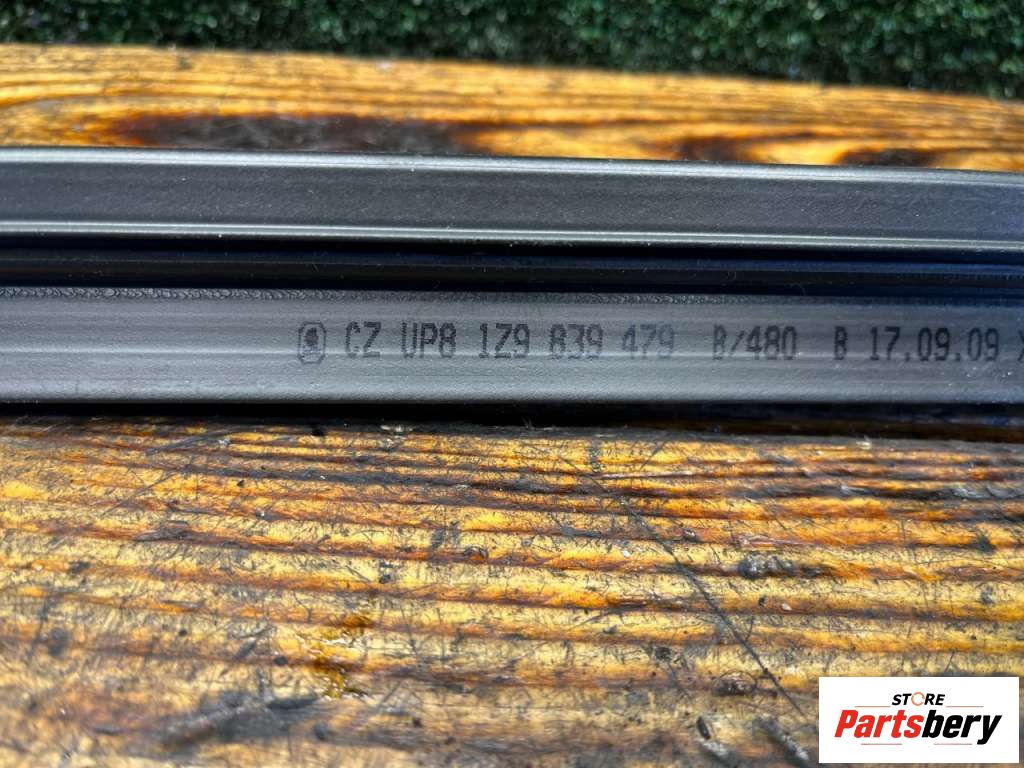 CZ UP8 1Z9 839 479 B/480 B 17.09.09 X
STORE
Partsbery